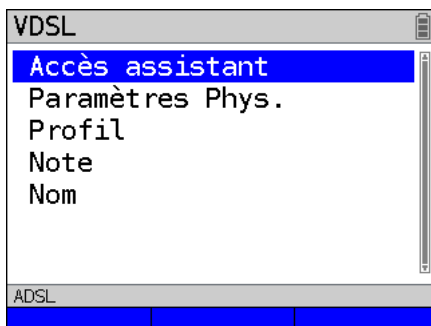 VDSL
Accès assistant
Paramètres Phys.
Profil
Note
Nom
ADSL